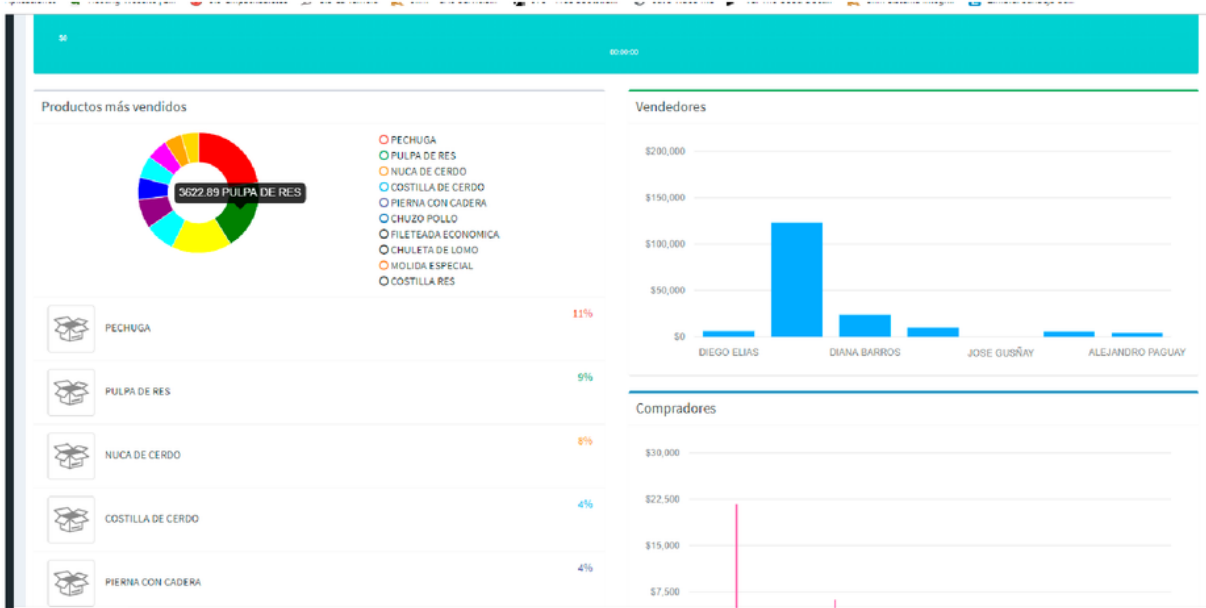 $0
00:00:00
Productos más vendidos
$622.89 PULPA DE RES
PECHUGA
PULPA DE RES
NUCA DE CERDO
COSTILLA DE CERDO
PIERNA CON CADERA
CHUZO POLLO
FILETEADA ECONOMICA
CHULETA DE LOMO
MOLIDA ESPECIAL
COSTILLA RES
PECHUGA 11%
PULPA DE RES 9%
NUCA DE CERDO 8%
COSTILLA DE CERDO 4%
PIERNA CON CADERA 4%
Vendedores
$200,000
$150,000
$100,000
$50,000
$0
DIEGO ELIAS DIANA BARROS JOSE GUSÑAY ALEJANDRO PAGUAY
Compradores
$30,000
$22,500
$15,000
$7,500